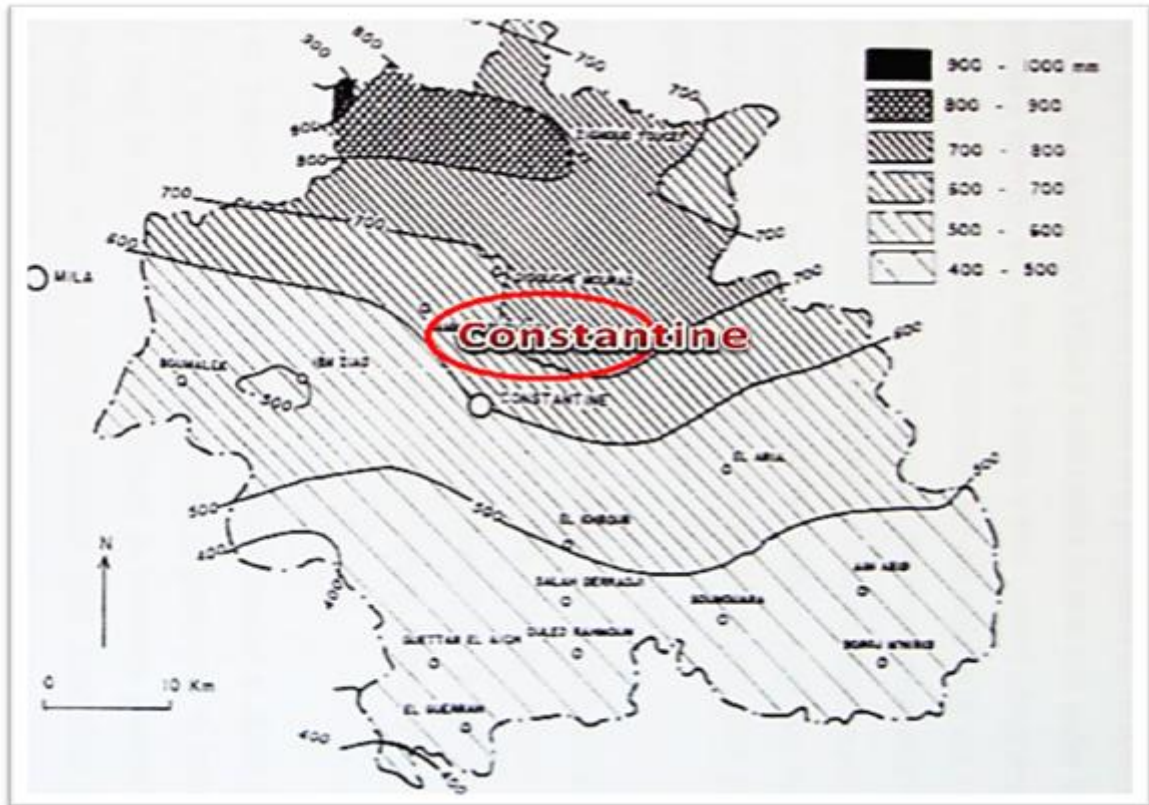 900
800
700
900 - 1000 mm
800 - 900
700 - 800
600 - 700
500 - 600
400 - 500
700
900
800
ZIGHOUD YOUCEF
700
700
700
600
700
MILA
DIDOUCHE MOURAD
700
Constantine
600
BOUMALEK
IBN ZIAD
500
CONSTANTINE
EL ARIA
500
500
500
EL KHROUB
400
N
400
SALAH DERRADJI
BOUNOUARA
AIN ABID
GUETTAR EL AICH
OULED RAHMOUN
BORDJ
0 10 Km
EL GUERRAH
400
400